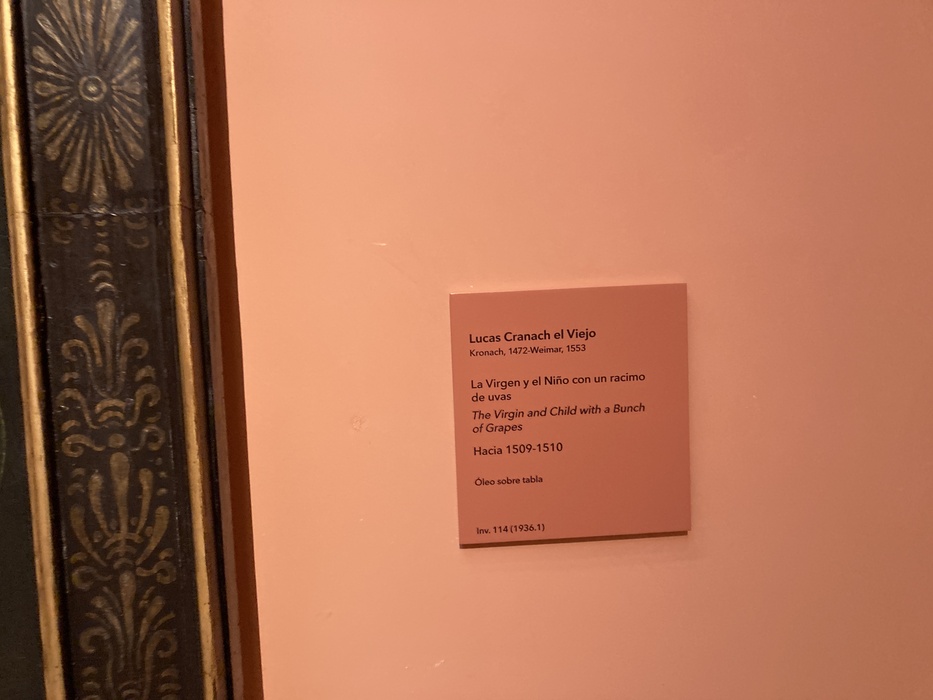 Lucas Cranach el Viejo
Kronach, 1472-Weimar, 1553
La Virgen y el Niño con un racimo
de uvas
The Virgin and Child with a Bunch
of Grapes
Hacia 1509-1510
Óleo sobre tabla
Inv. 114 (1936.1)